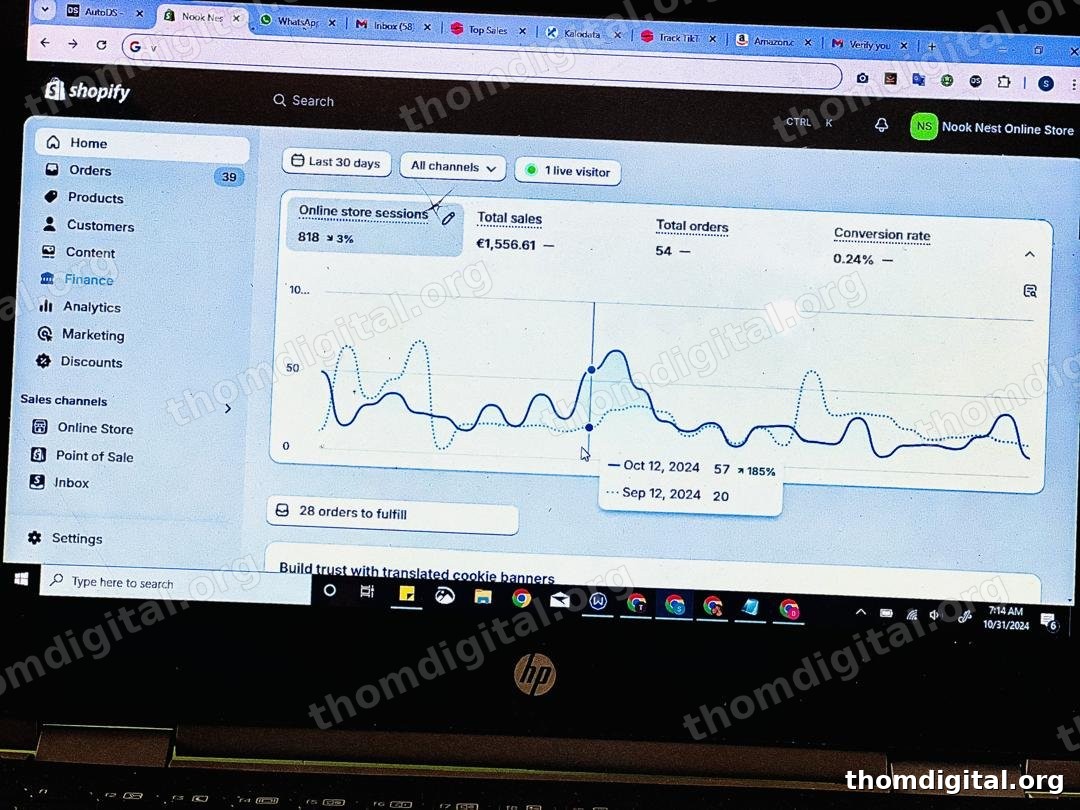 AutoDS -
Nook Nes
WhatsApp
Inbox (58)
Top Sales
Kalodata
Track TikT
Amazon.c
Verify you
v
shopify
Search
CTRL K
NS
Nook Nest Online Store
Home
Orders
39
Products
Customers
Content
Finance
Analytics
Marketing
Discounts
Sales channels
Online Store
Point of Sale
Inbox
Settings
Last 30 days
All channels
1 live visitor
Online store sessions
818 3%
Total sales
€1,556.61 —
Total orders
54 —
Conversion rate
0.24% —
10...
50
0
Oct 12, 2024 57 185%
Sep 12, 2024 20
28 orders to fulfill
Build trust with translated cookie banners
Type here to search
7:14 AM
10/31/2024
6
hp
thomdigital.org